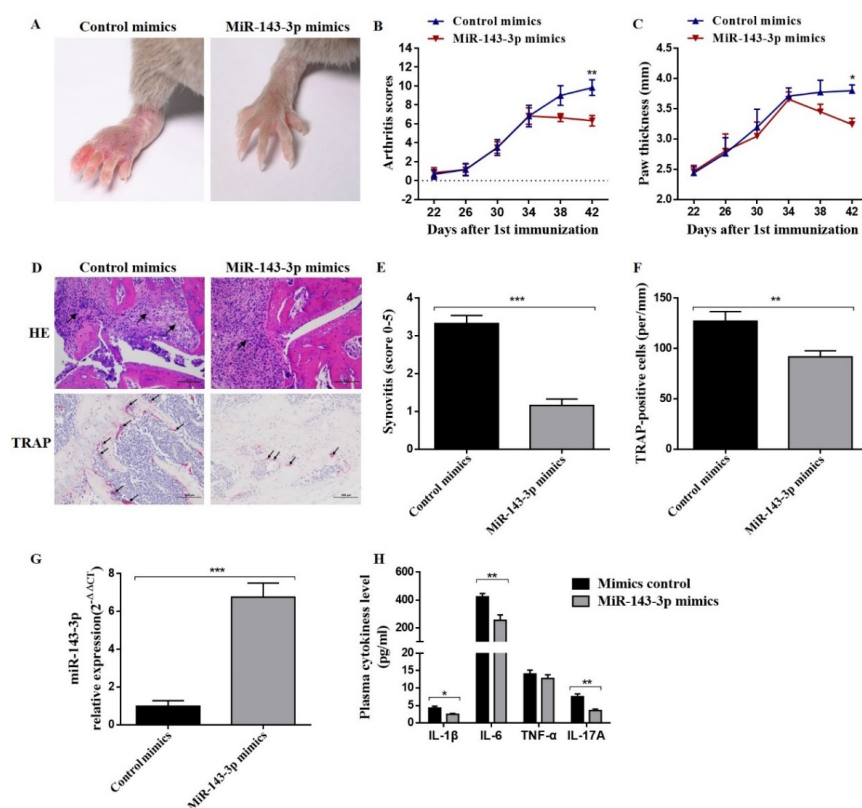 A
Control mimics
MiR-143-3p mimics
B
Control mimics
MiR-143-3p mimics
Arthritis scores
14
12
10
8
6
4
2
0
-2
**
22 26 30 34 38 42
Days after 1st immunization
C
Control mimics
MiR-143-3p mimics
Paw thickness (mm)
5.0
4.5
4.0
3.5
3.0
2.5
2.0
*
22 26 30 34 38 42
Days after 1st immunization
D
Control mimics
MiR-143-3p mimics
HE
TRAP
E
Synovitis (score 0-5)
4
3
2
1
0
***
Control mimics
MiR-143-3p mimics
F
TRAP-positive cells (per/mm)
150
100
50
0
**
Control mimics
MiR-143-3p mimics
G
miR-143-3p
relative expression(2^-ΔΔCT)
8
6
4
2
0
***
Control mimics
MiR-143-3p mimics
H
Mimics control
MiR-143-3p mimics
Plasma cytokiness level
(pg/ml)
600
400
200
15
10
5
0
*
**
**
IL-1β IL-6 TNF-α IL-17A